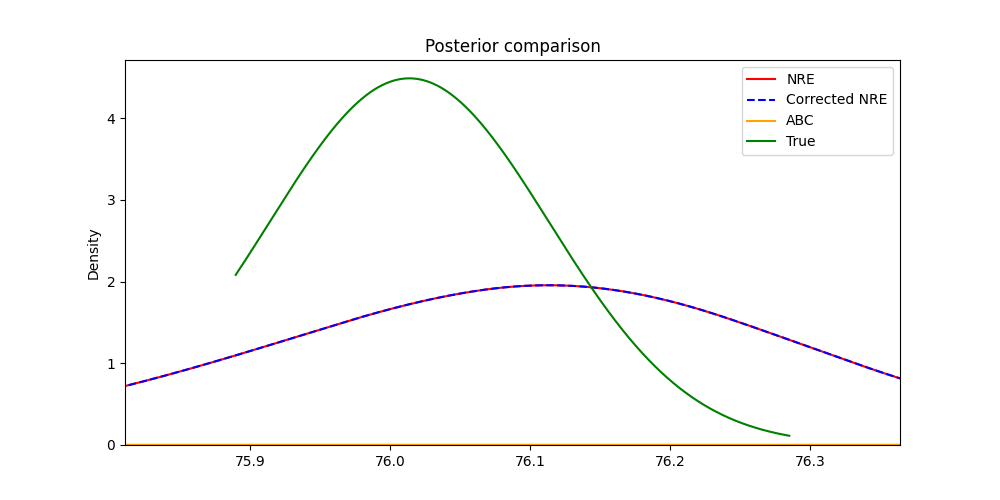 Posterior comparison
NRE
Corrected NRE
ABC
True
Density
4
3
2
1
0
75.9 76.0 76.1 76.2 76.3